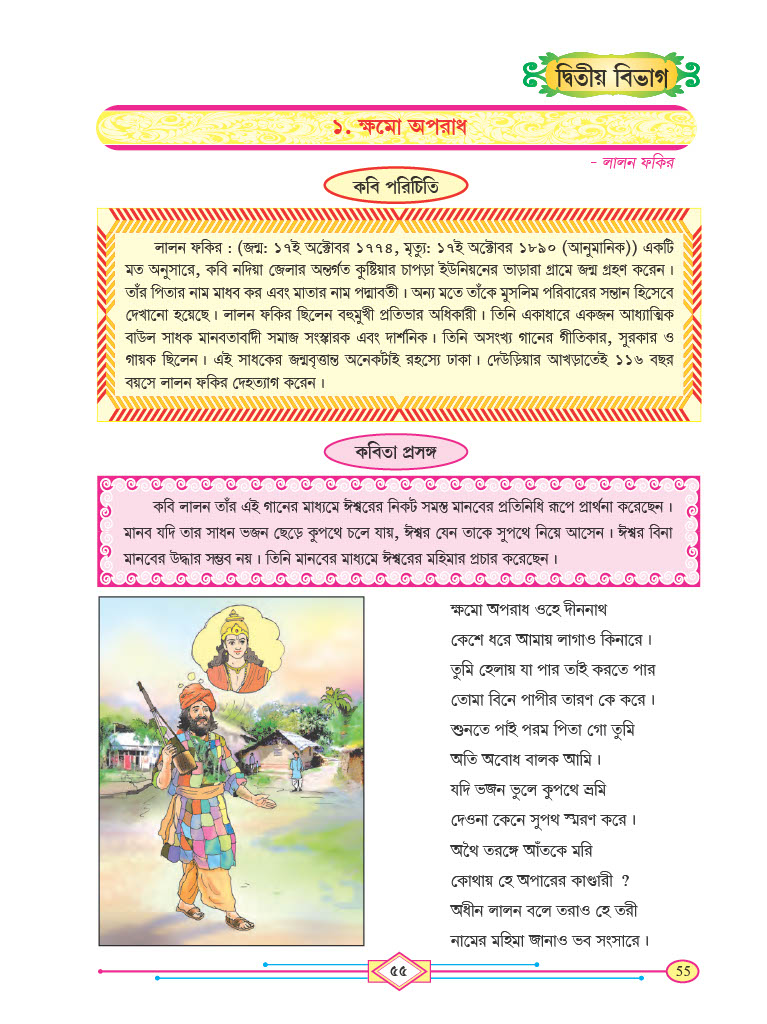 দ্বিতীয় বিভাগ
১. ক্ষমো অপরাধ
- লালন ফকির
কবি পরিচিতি
লালন ফকির : (জন্ম: ১৭ই অক্টোবর ১৭৭৪, মৃত্যু: ১৭ই অক্টোবর ১৮৯০ (আনুমানিক)) একটি
মত অনুসারে, কবি নদিয়া জেলার অন্তর্গত কুষ্টিয়ার চাপড়া ইউনিয়নের ভাড়ারা গ্রামে জন্ম গ্রহণ করেন।
তাঁর পিতার নাম মাধব কর এবং মাতার নাম পদ্মাবতী। অন্য মতে তাঁকে মুসলিম পরিবারের সন্তান হিসেবে
দেখানো হয়েছে। লালন ফকির ছিলেন বহুমুখী প্রতিভার অধিকারী। তিনি একাধারে একজন আধ্যাত্মিক
বাউল সাধক মানবতাবাদী সমাজ সংস্কারক এবং দার্শনিক। তিনি অসংখ্য গানের গীতিকার, সুরকার ও
গায়ক ছিলেন। এই সাধকের জন্মবৃত্তান্ত অনেকটাই রহস্যে ঢাকা। দেউড়িয়ার আখড়াতেই ১১৬ বছর
বয়সে লালন ফকির দেহত্যাগ করেন।
কবিতা প্রসঙ্গ
কবি লালন তাঁর এই গানের মাধ্যমে ঈশ্বরের নিকট সমস্ত মানবের প্রতিনিধি রূপে প্রার্থনা করেছেন।
মানব যদি তার সাধন ভজন ছেড়ে কুপথে চলে যায়, ঈশ্বর যেন তাকে সুপথে নিয়ে আসেন। ঈশ্বর বিনা
মানবের উদ্ধার সম্ভব নয়। তিনি মানবের মাধ্যমে ঈশ্বরের মহিমার প্রচার করেছেন।
ক্ষমো অপরাধ ওহে দীননাথ
কেশে ধরে আমায় লাগাও কিনারে।
তুমি হেলায় যা পার তাই করতে পার
তোমা বিনে পাপীর তারণ কে করে।
শুনতে পাই পরম পিতা গো তুমি
অতি অবোধ বালক আমি।
যদি ভজন ভুলে কুপথে ভ্রমি
দেওনা কেনে সুপথ স্মরণ করে।
অথৈ তরঙ্গে আঁতকে মরি
কোথায় হে অপারের কাণ্ডারী ?
অধীন লালন বলে তরাও হে তরী
নামের মহিমা জানাও ভব সংসারে।
৫৫
55